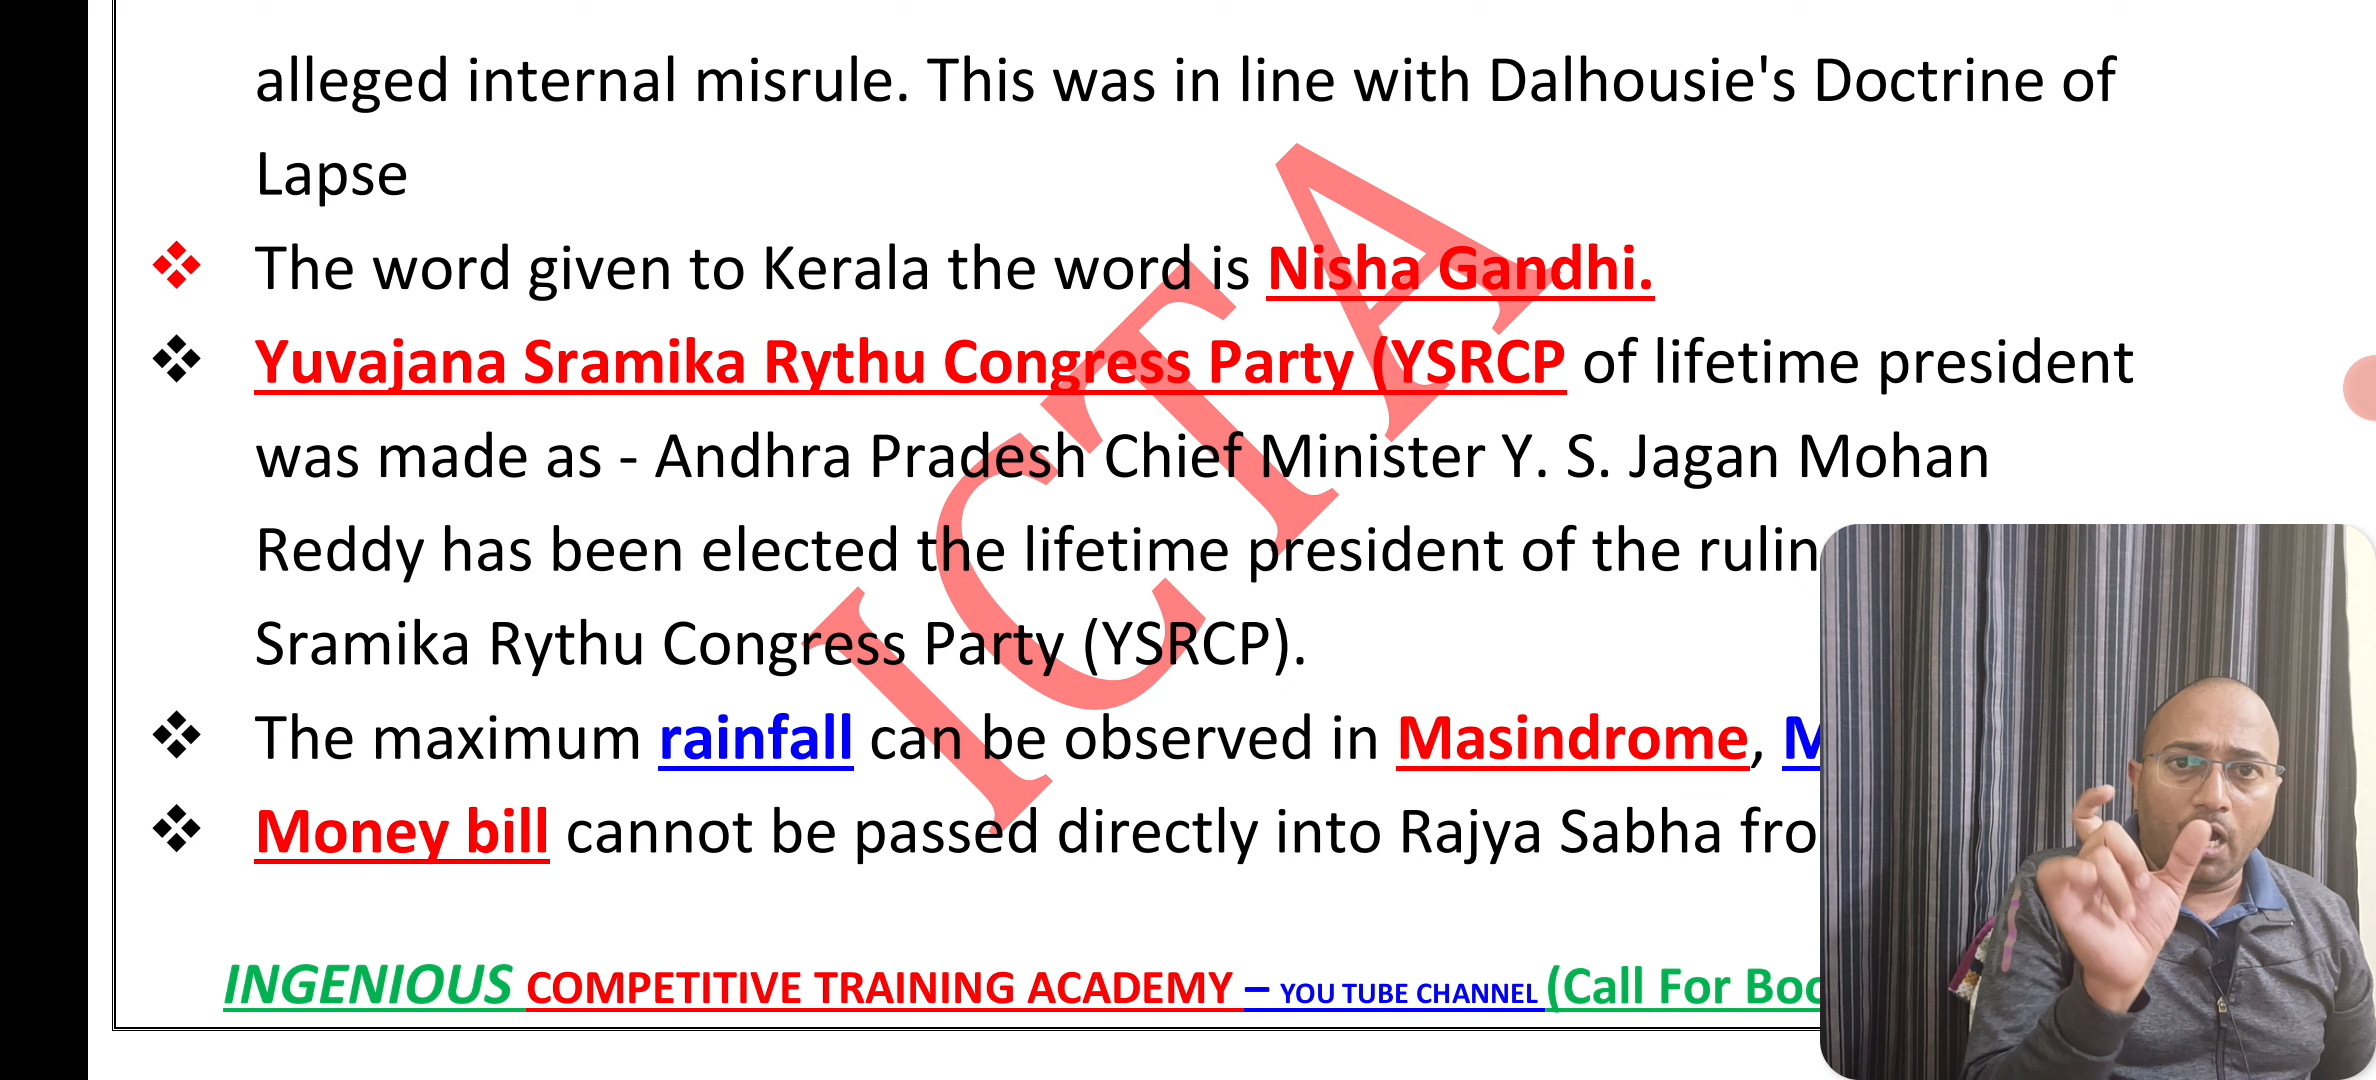 alleged internal misrule. This was in line with Dalhousie's Doctrine of
Lapse
The word given to Kerala the word is Nisha Gandhi.
Yuvajana Sramika Rythu Congress Party (YSRCP of lifetime president
was made as - Andhra Pradesh Chief Minister Y. S. Jagan Mohan
Reddy has been elected the lifetime president of the rulin
Sramika Rythu Congress Party (YSRCP).
The maximum rainfall can be observed in Masindrome, M
Money bill cannot be passed directly into Rajya Sabha fro
ICTA
INGENIOUS COMPETITIVE TRAINING ACADEMY – YOU TUBE CHANNEL (Call For Boo